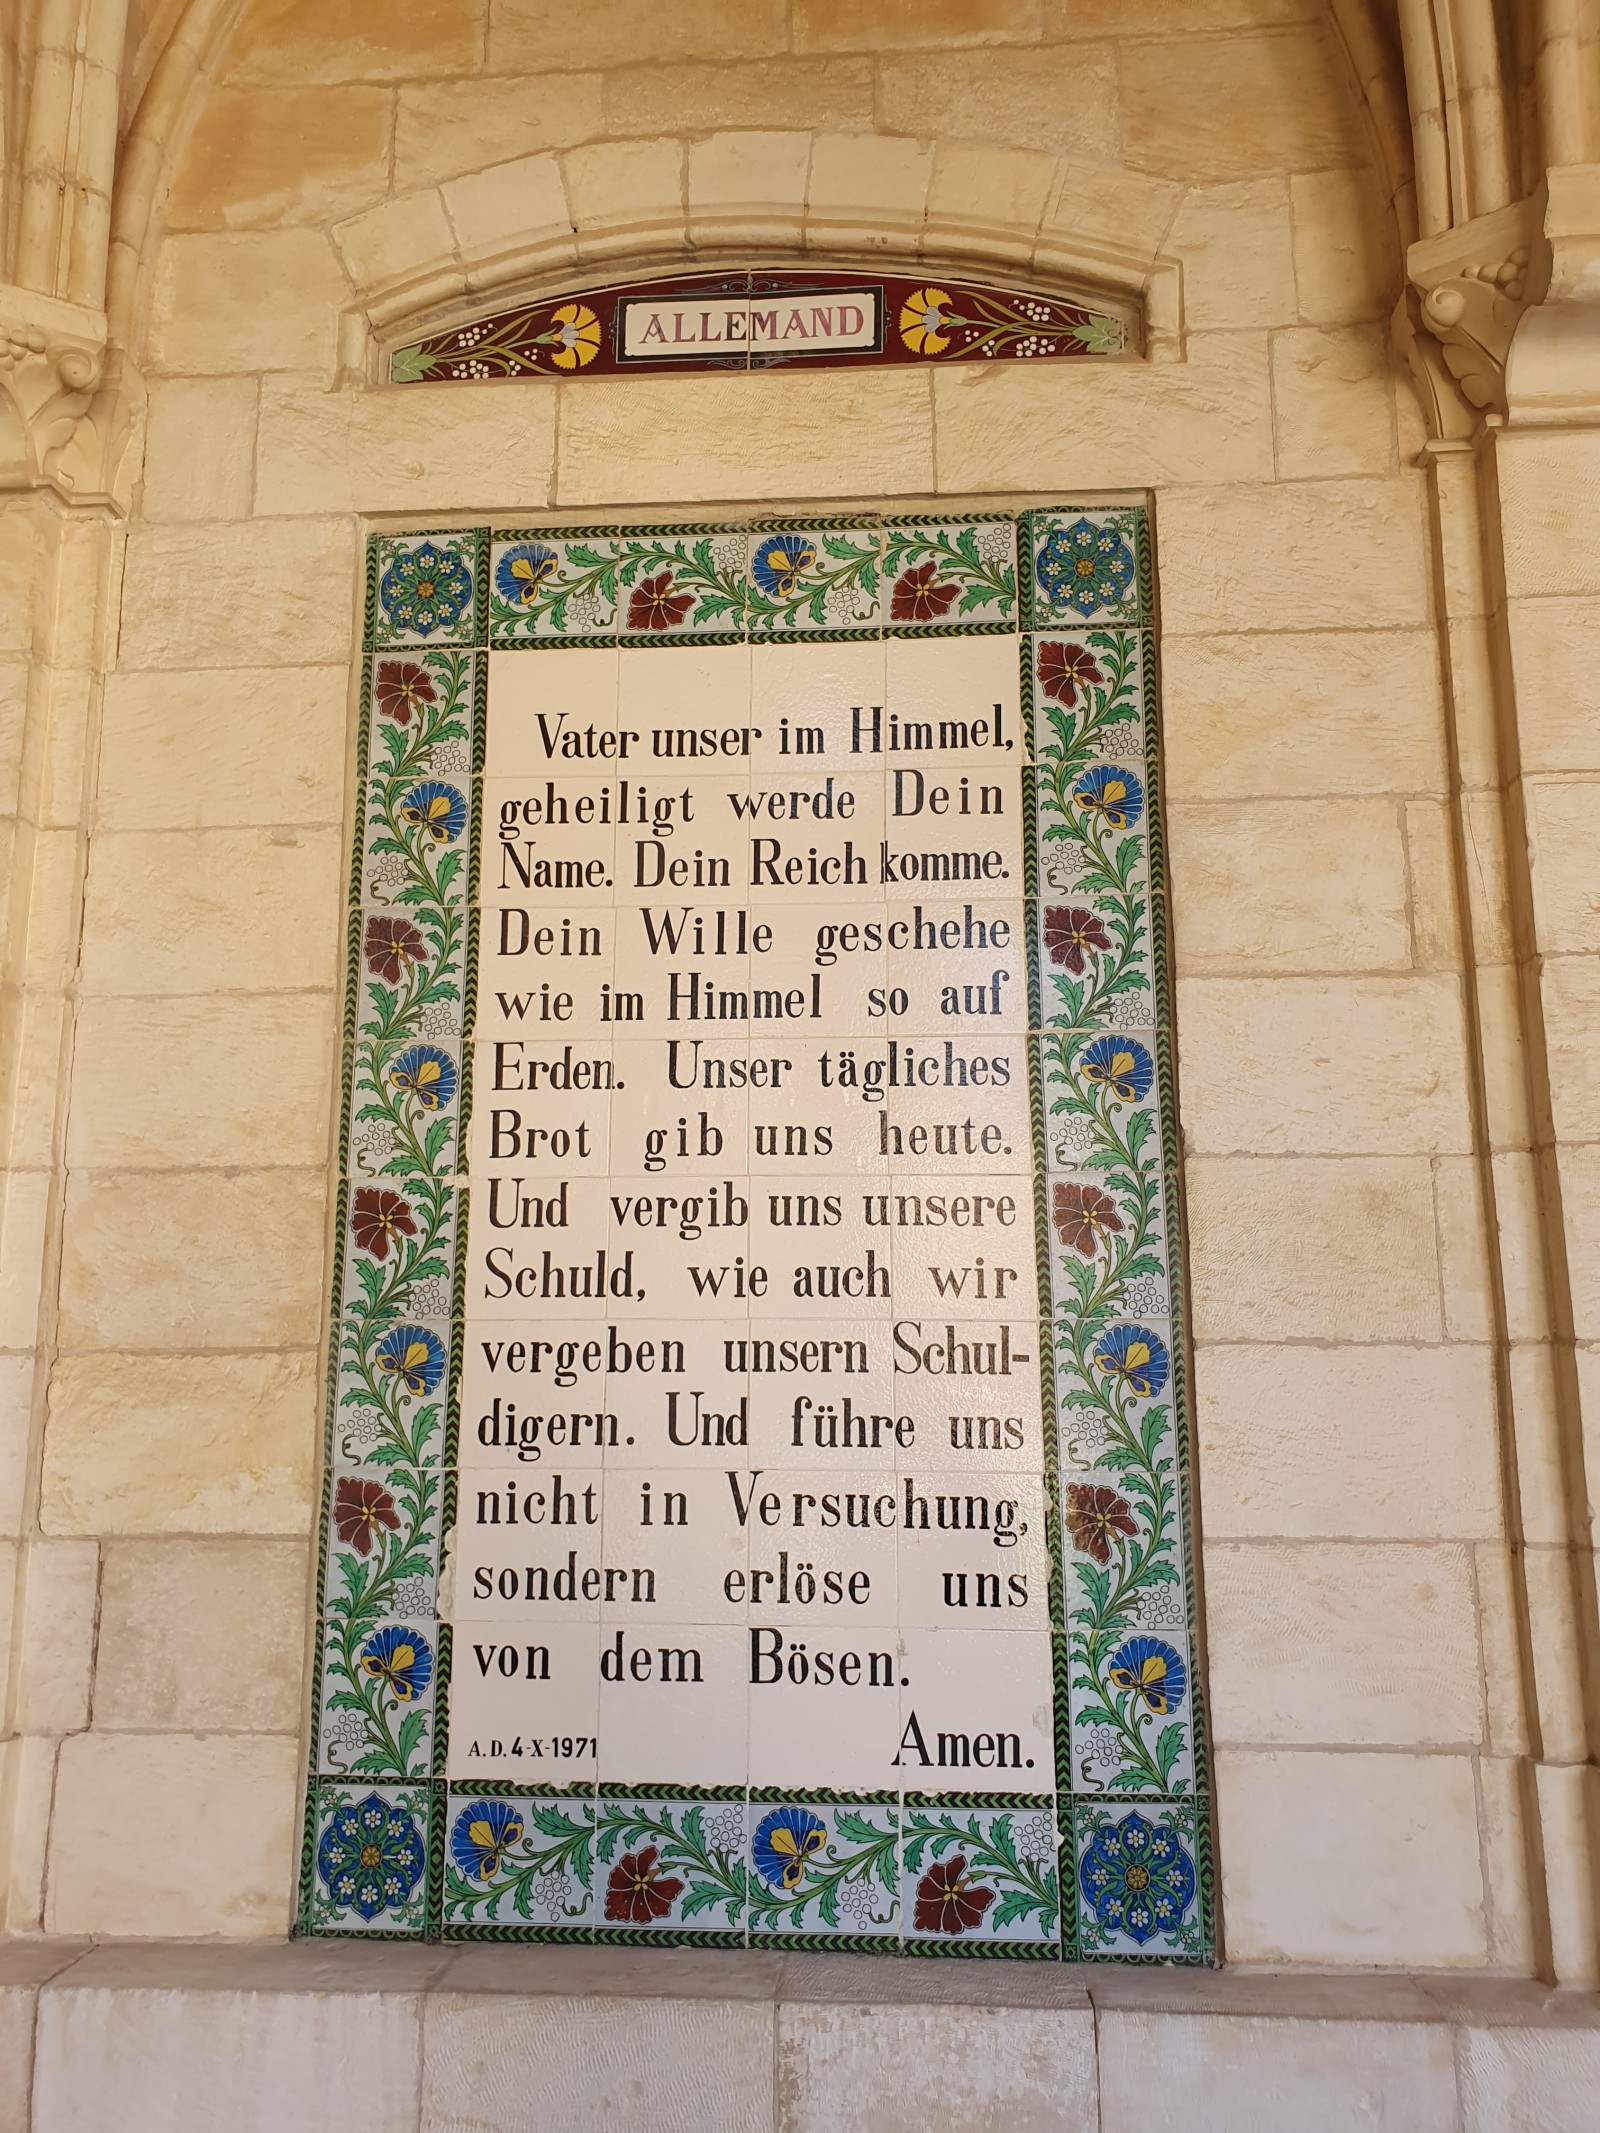 ALLEMAND
Vater unser im Himmel,
geheiligt werde Dein
Name. Dein Reich komme.
Dein Wille geschehe
wie im Himmel so auf
Erden. Unser tägliches
Brot gib uns heute.
Und vergib uns unsere
Schuld, wie auch wir
vergeben unsern Schul-
digern. Und führe uns
nicht in Versuchung,
sondern erlöse uns
von dem Bösen.
Amen.
A.D. 4-X-1971